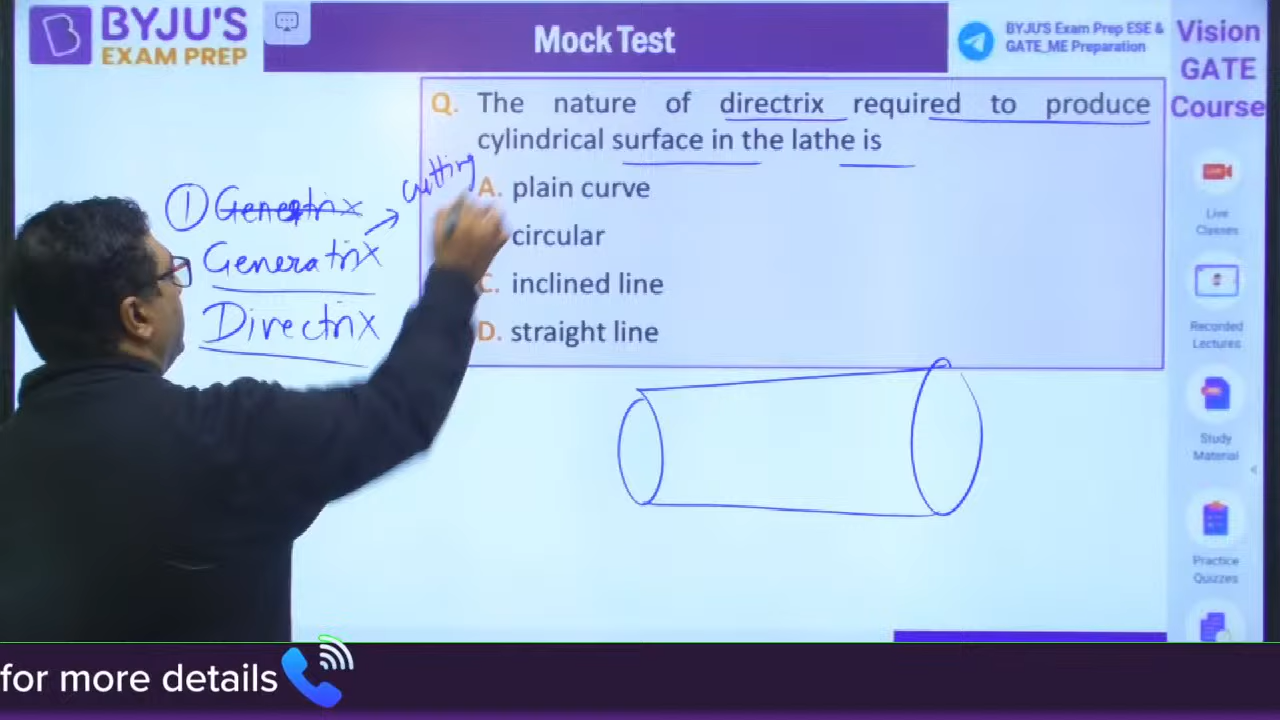 BYJU'S
EXAM PREP
Mock Test
BYJU'S Exam Prep ESE &
GATE_ME Preparation
Vision
GATE
Course
Q. The nature of directrix required to produce
cylindrical surface in the lathe is
A. plain curve
circular
C. inclined line
D. straight line
① Generatrix
Generatrix → cutting
Directrix
Live
Classes
Recorded
Lectures
Study
Material
Practice
Quizzes
for more details